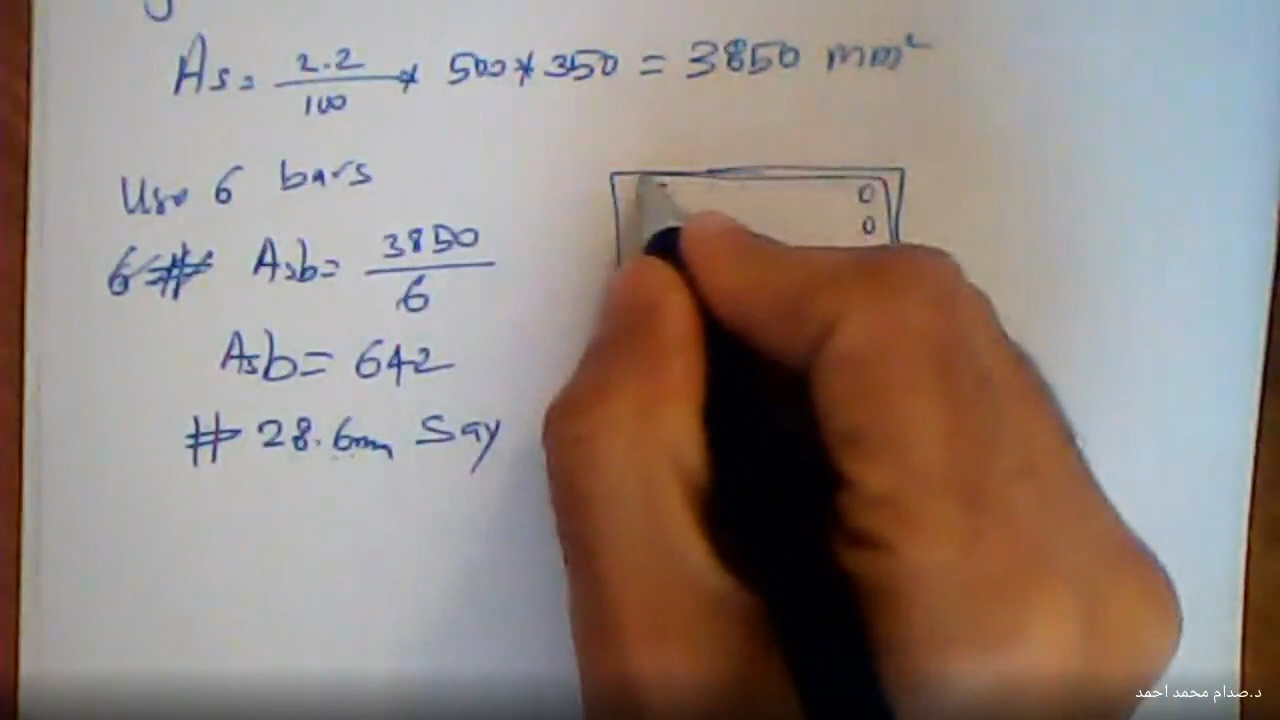 As = 2.2/100 * 500*350 = 3850 mm²
Use 6 bars
6# Asb = 3850/6
Asb = 642
# 28.6mm Say
0
0
د.صدام محمد احمد